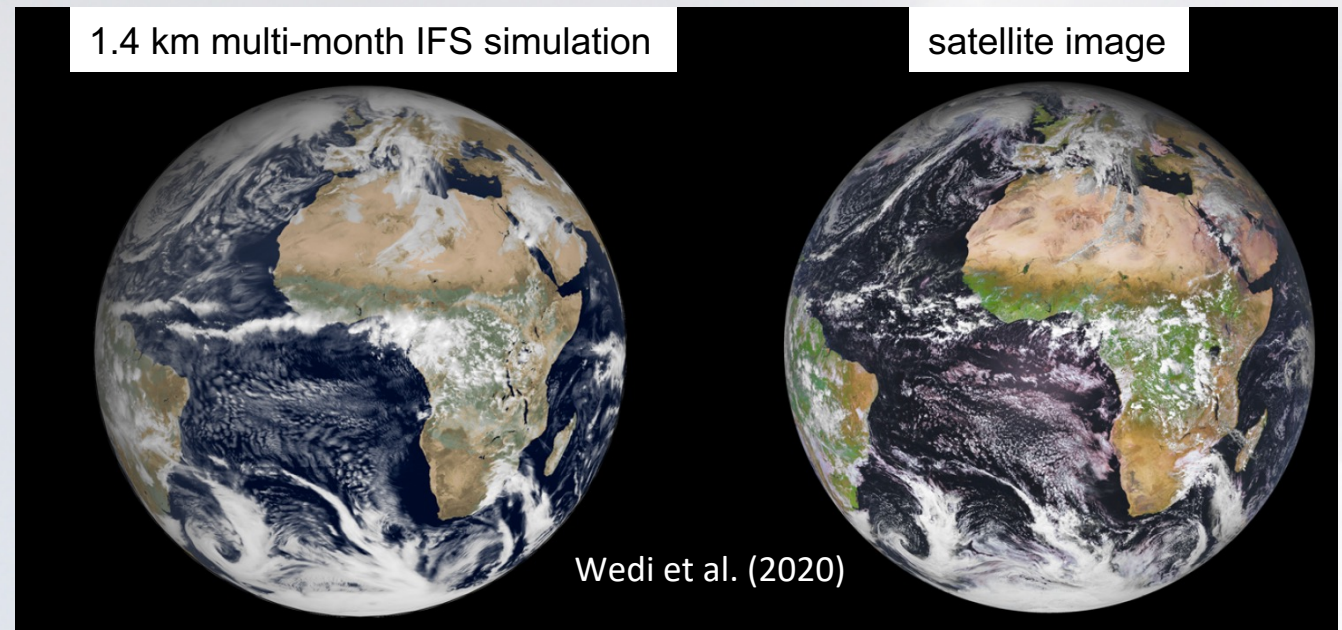 1.4 km multi-month IFS simulation
satellite image
Wedi et al. (2020)